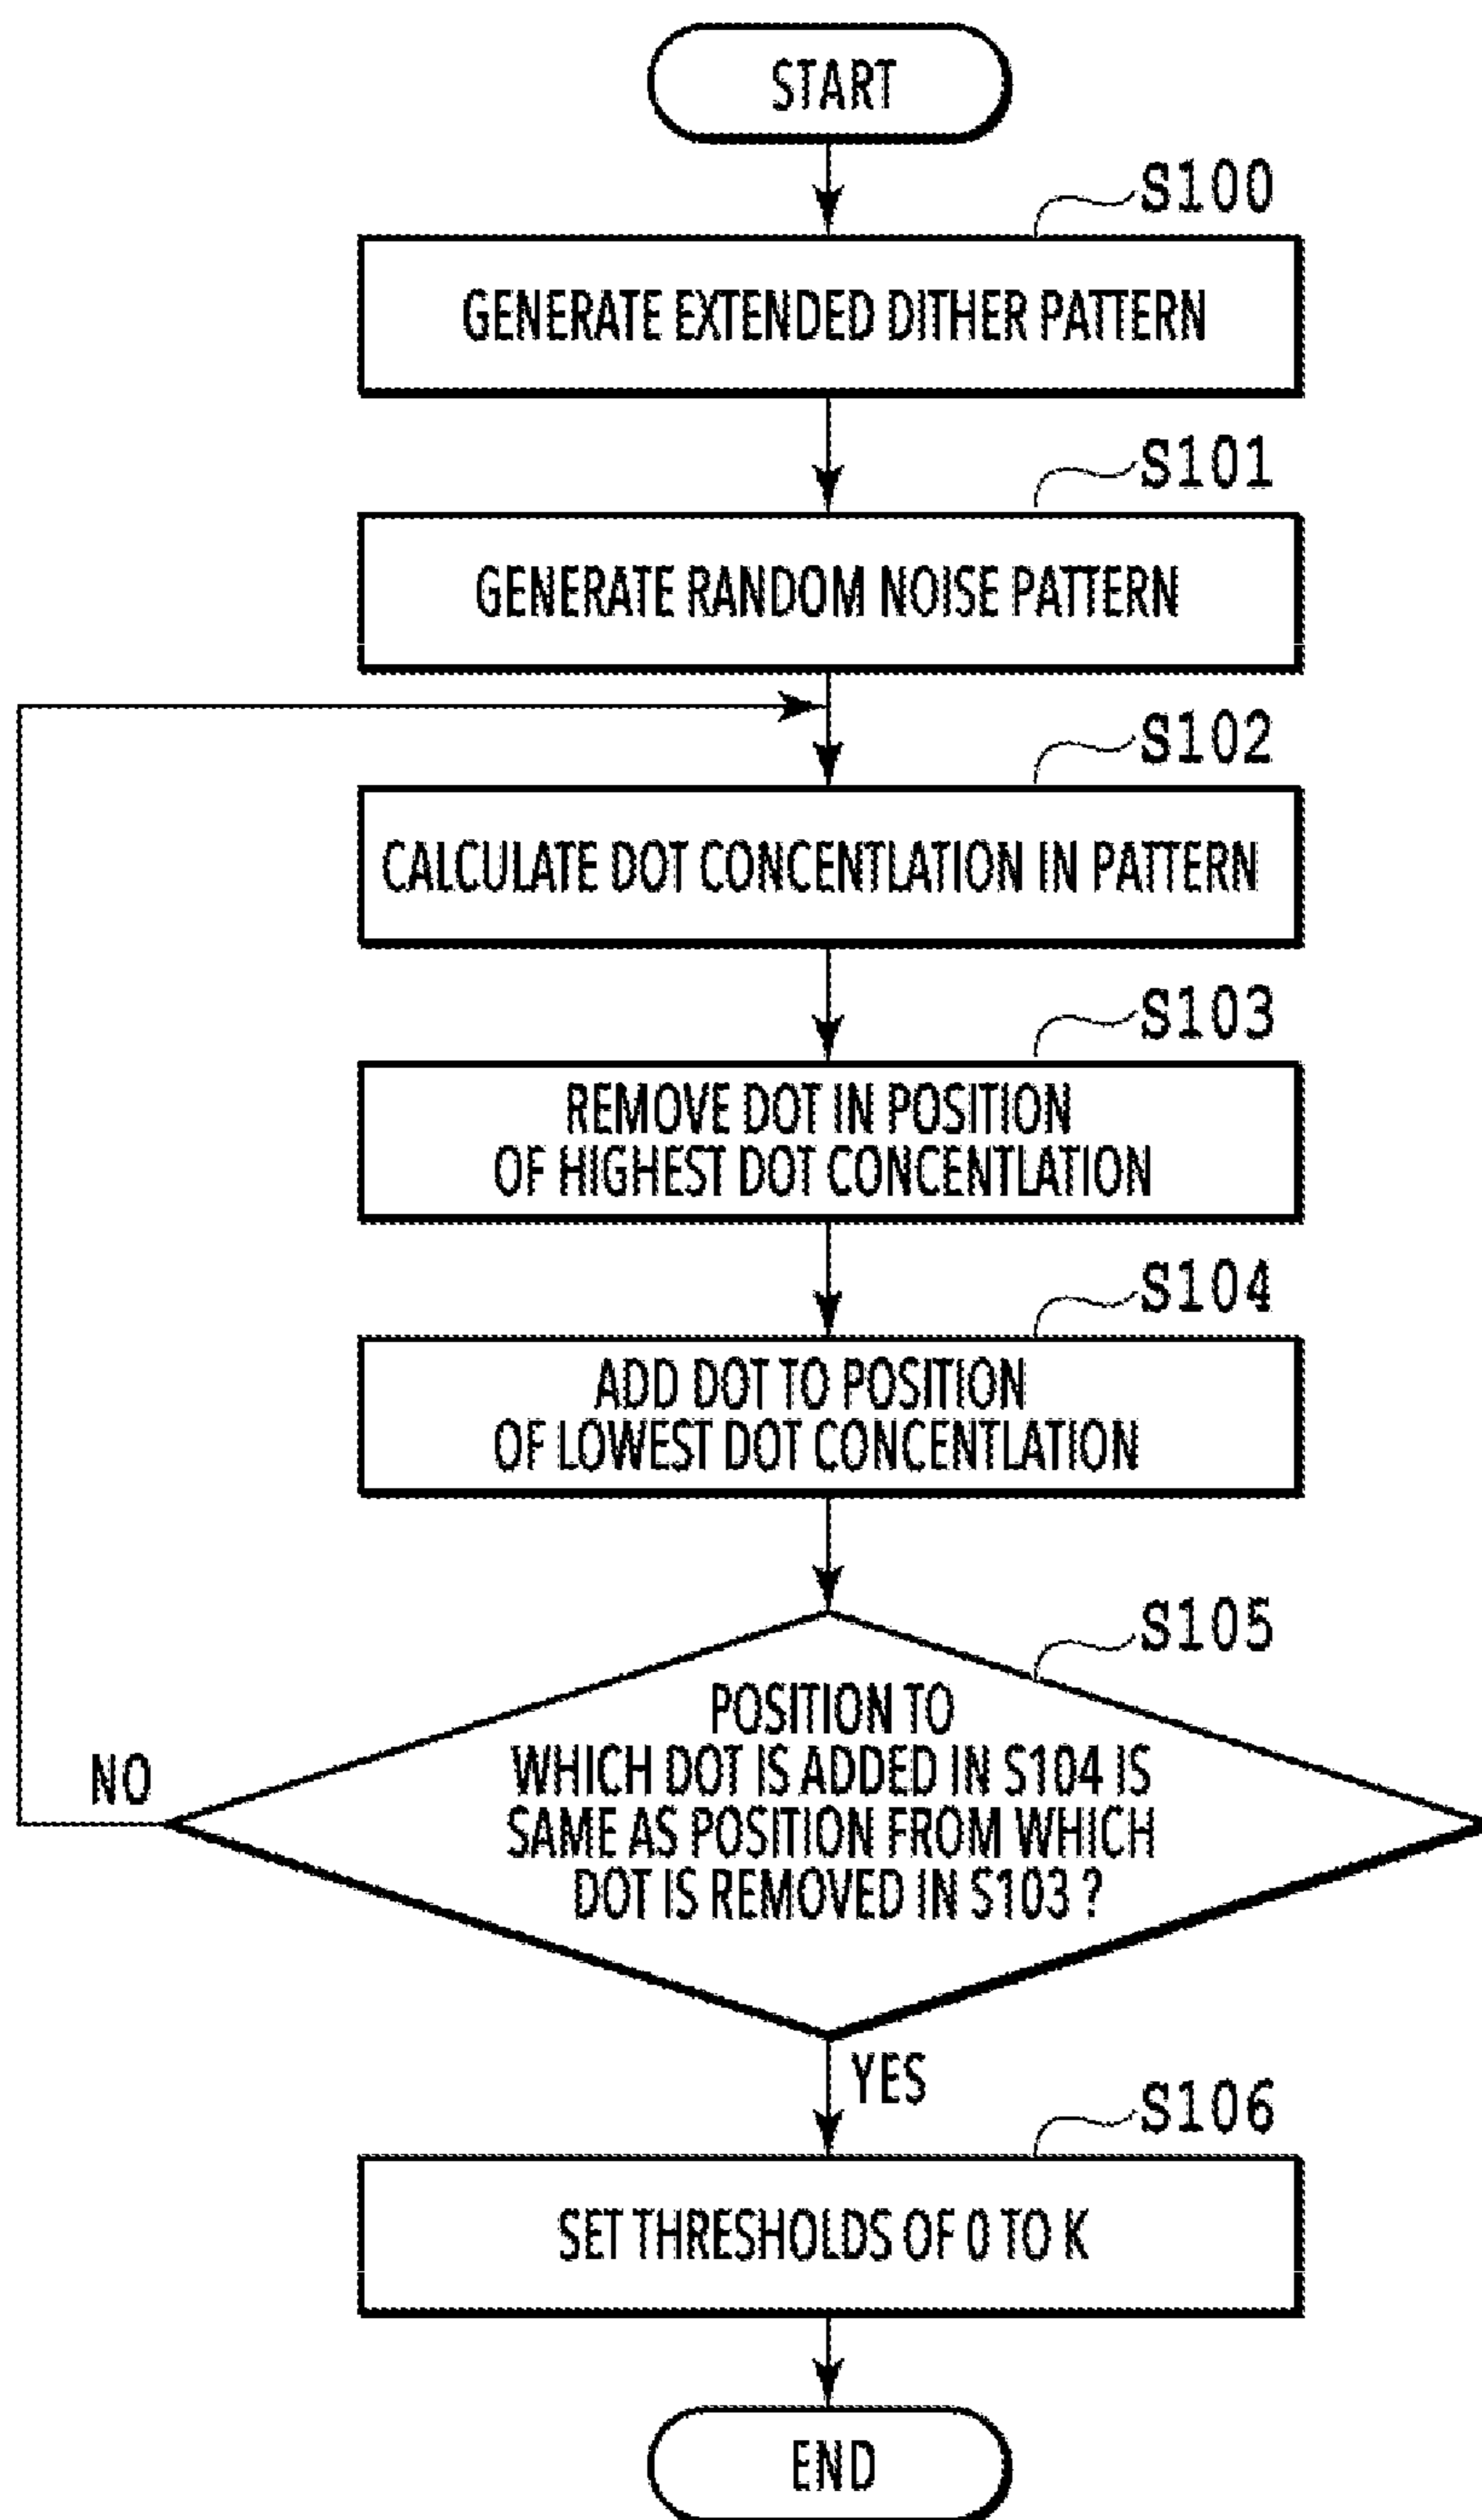 START
S100
GENERATE EXTENDED DITHER PATTERN
S101
GENERATE RANDOM NOISE PATTERN
S102
CALCULATE DOT CONCENTLATION IN PATTERN
S103
REMOVE DOT IN POSITION
OF HIGHEST DOT CONCENTLATION
S104
ADD DOT TO POSITION
OF LOWEST DOT CONCENTLATION
S105
POSITION TO
WHICH DOT IS ADDED IN S104 IS
SAME AS POSITION FROM WHICH
DOT IS REMOVED IN S103 ?
NO
YES
S106
SET THRESHOLDS OF 0 TO K
END